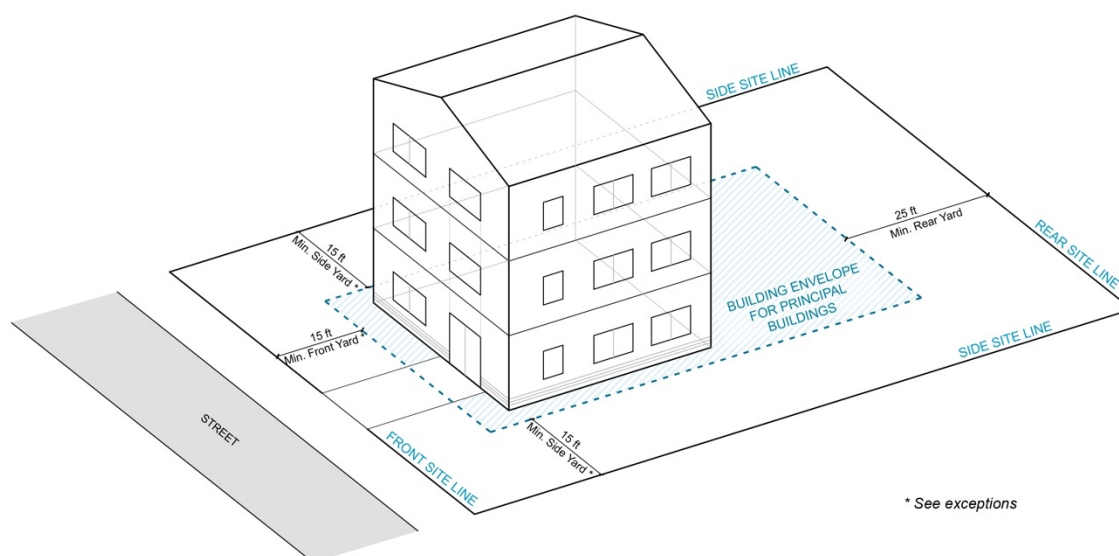 SIDE SITE LINE
25 ft
Min. Rear Yard
REAR SITE LINE
15 ft
Min. Side Yard *
BUILDING ENVELOPE
FOR PRINCIPAL
BUILDINGS
15 ft
Min. Front Yard *
SIDE SITE LINE
STREET
FRONT SITE LINE
15 ft
Min. Side Yard *
* See exceptions